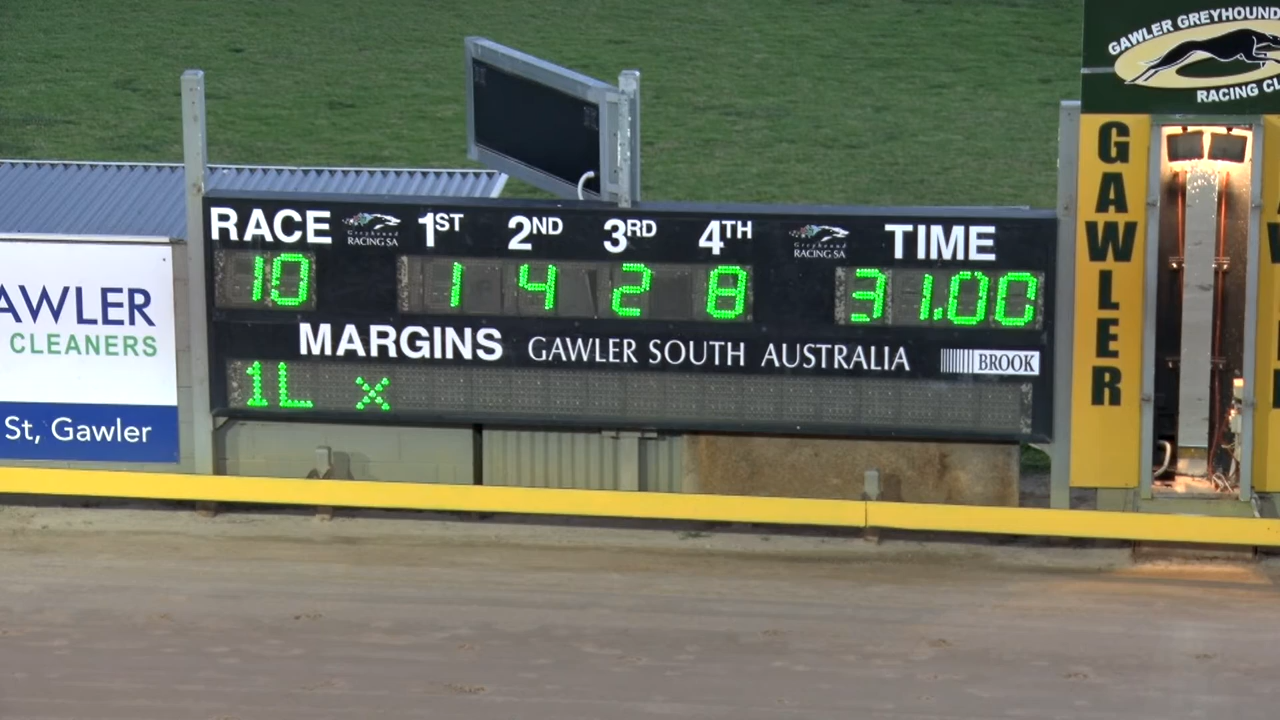 GAWLER GREYHOUND
RACING CL
GAWLER
RACE
Greyhound
RACING SA
1ST
2ND
3RD
4TH
Greyhound
RACING SA
TIME
10
1
4
2
8
31.00
MARGINS
GAWLER SOUTH AUSTRALIA
BROOK
1L X
AWLER
CLEANERS
St, Gawler